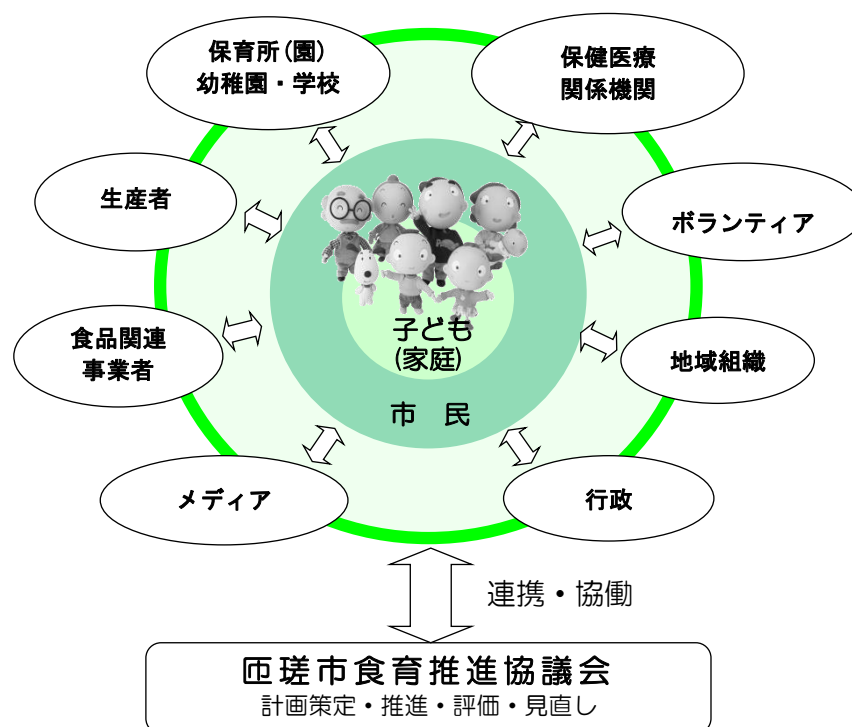 保育所(園)
幼稚園・学校
保健医療
関係機関
生産者
ボランティア
食品関連
事業者
地域組織
子ども
(家庭)
市　民
メディア
行政
連携・協働
匝瑳市食育推進協議会
計画策定・推進・評価・見直し